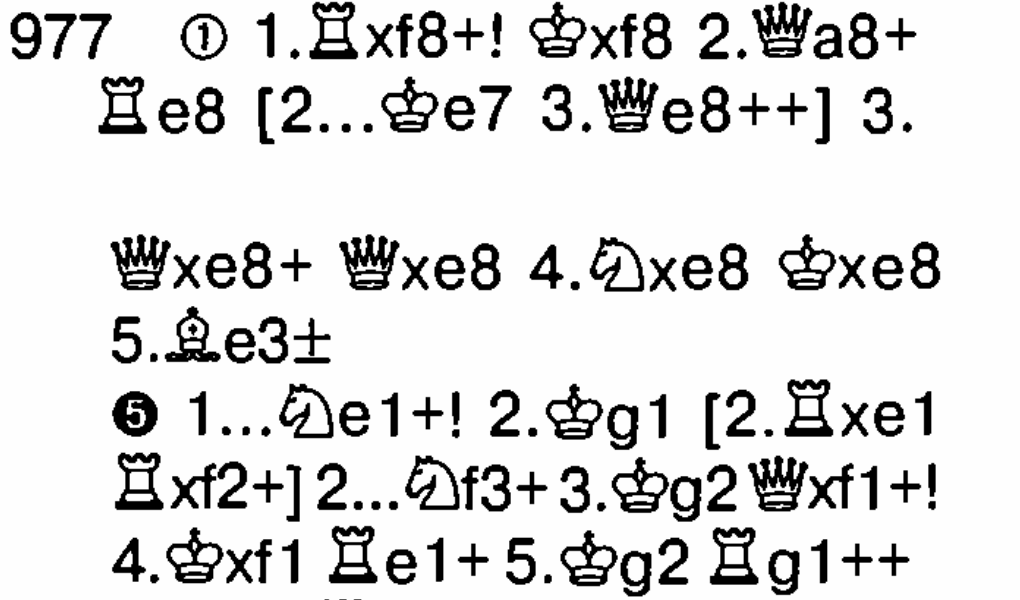 977 ① 1.♖xf8+! ♔xf8 2.♕a8+
♖e8 [2...♔e7 3.♕e8++] 3.
♕xe8+ ♕xe8 4.♘xe8 ♔xe8
5.♗e3±
❺ 1...♘e1+! 2.♔g1 [2.♖xe1
♖xf2+] 2...♘f3+ 3.♔g2 ♕xf1+!
4.♔xf1 ♖e1+ 5.♔g2 ♖g1++